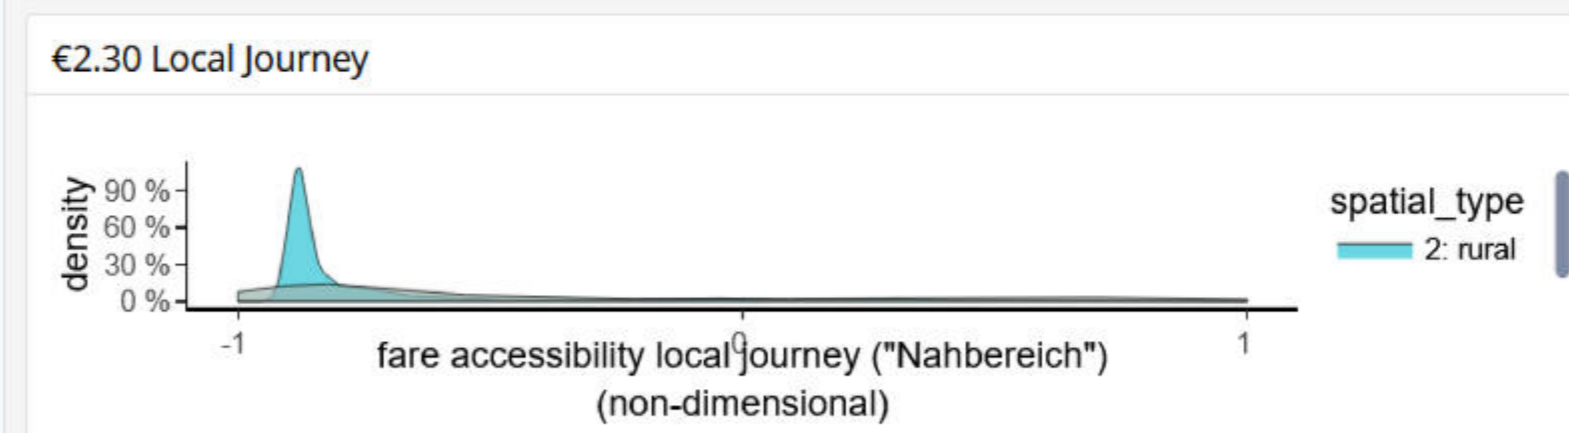 €2.30 Local Journey
density
90 %
60 %
30 %
0 %
spatial_type
2: rural
-1
0
1
fare accessibility local journey ("Nahbereich")
(non-dimensional)